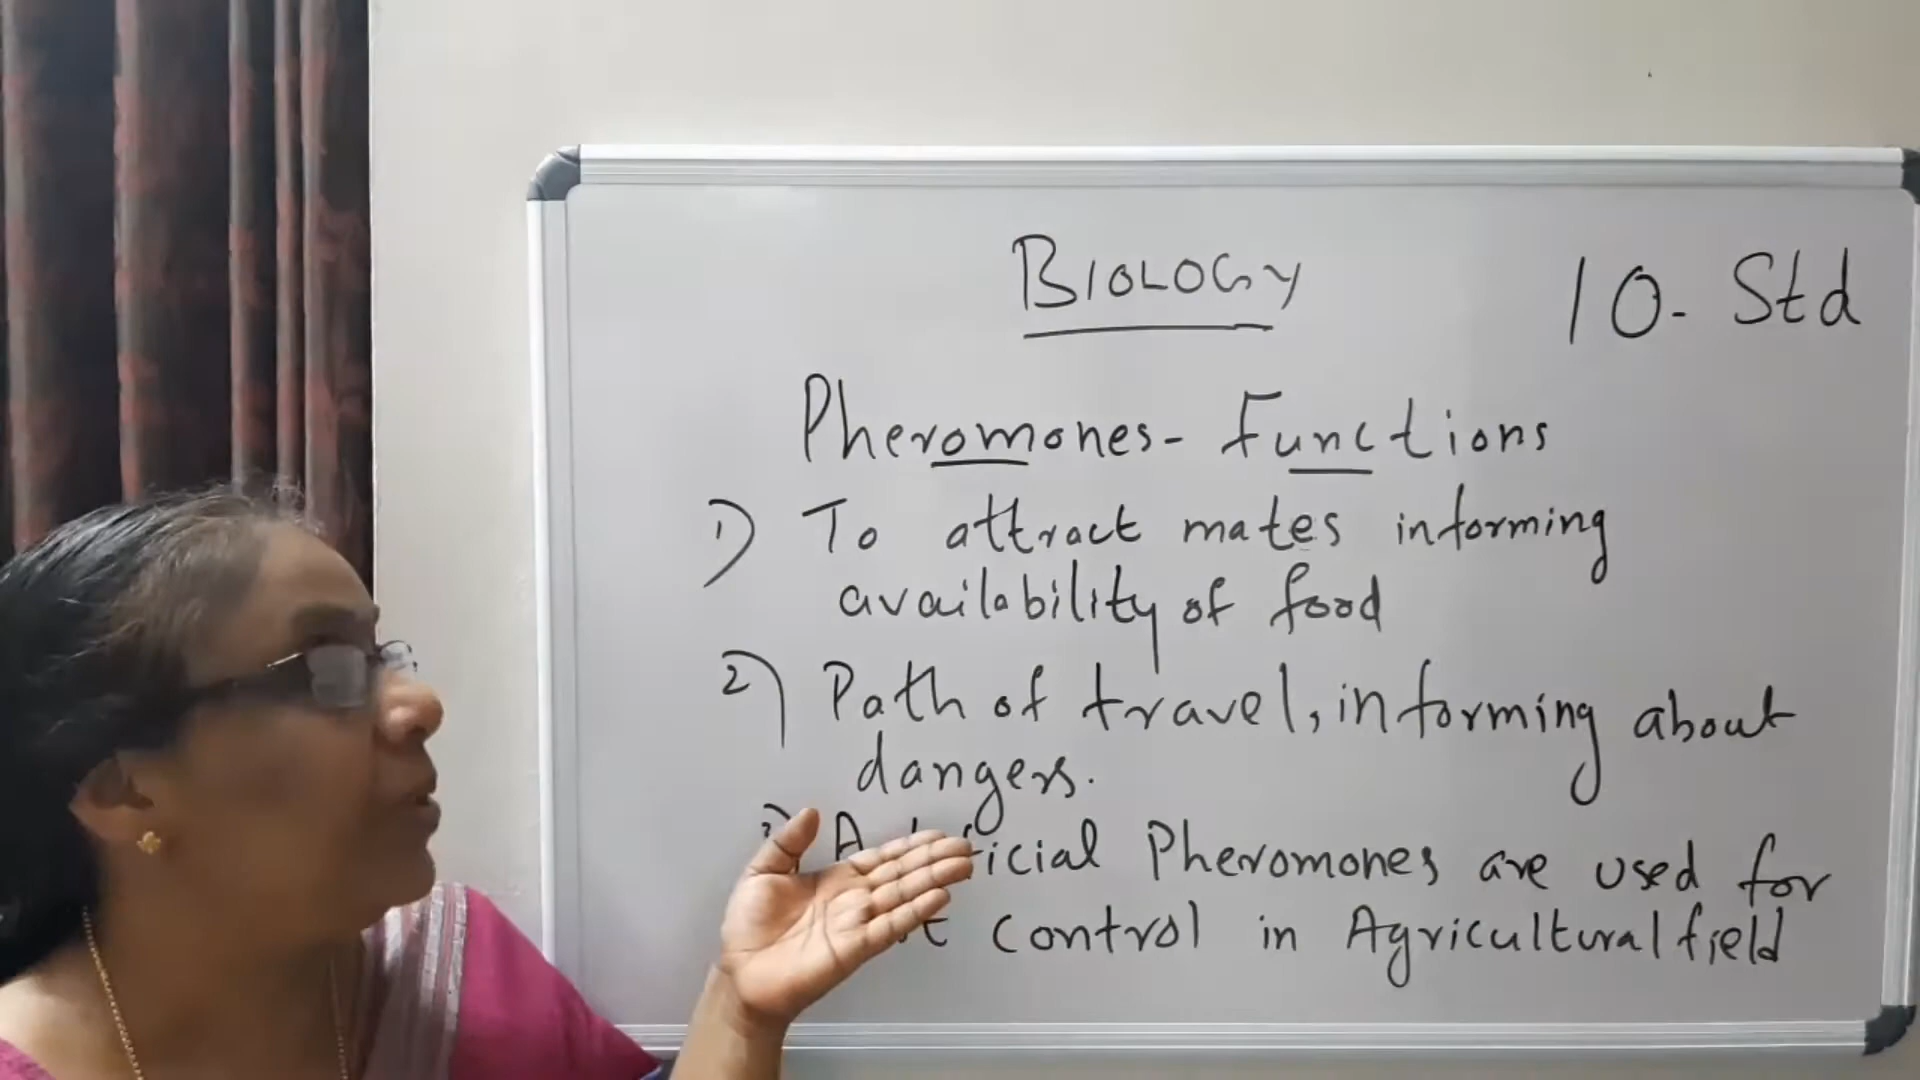 BIOLOGY
10- Std
Pheromones- Functions
1) To attract mates informing
availability of food
2) Path of travel, informing about
dangers.
Pheromones are used for
control in Agricultural field